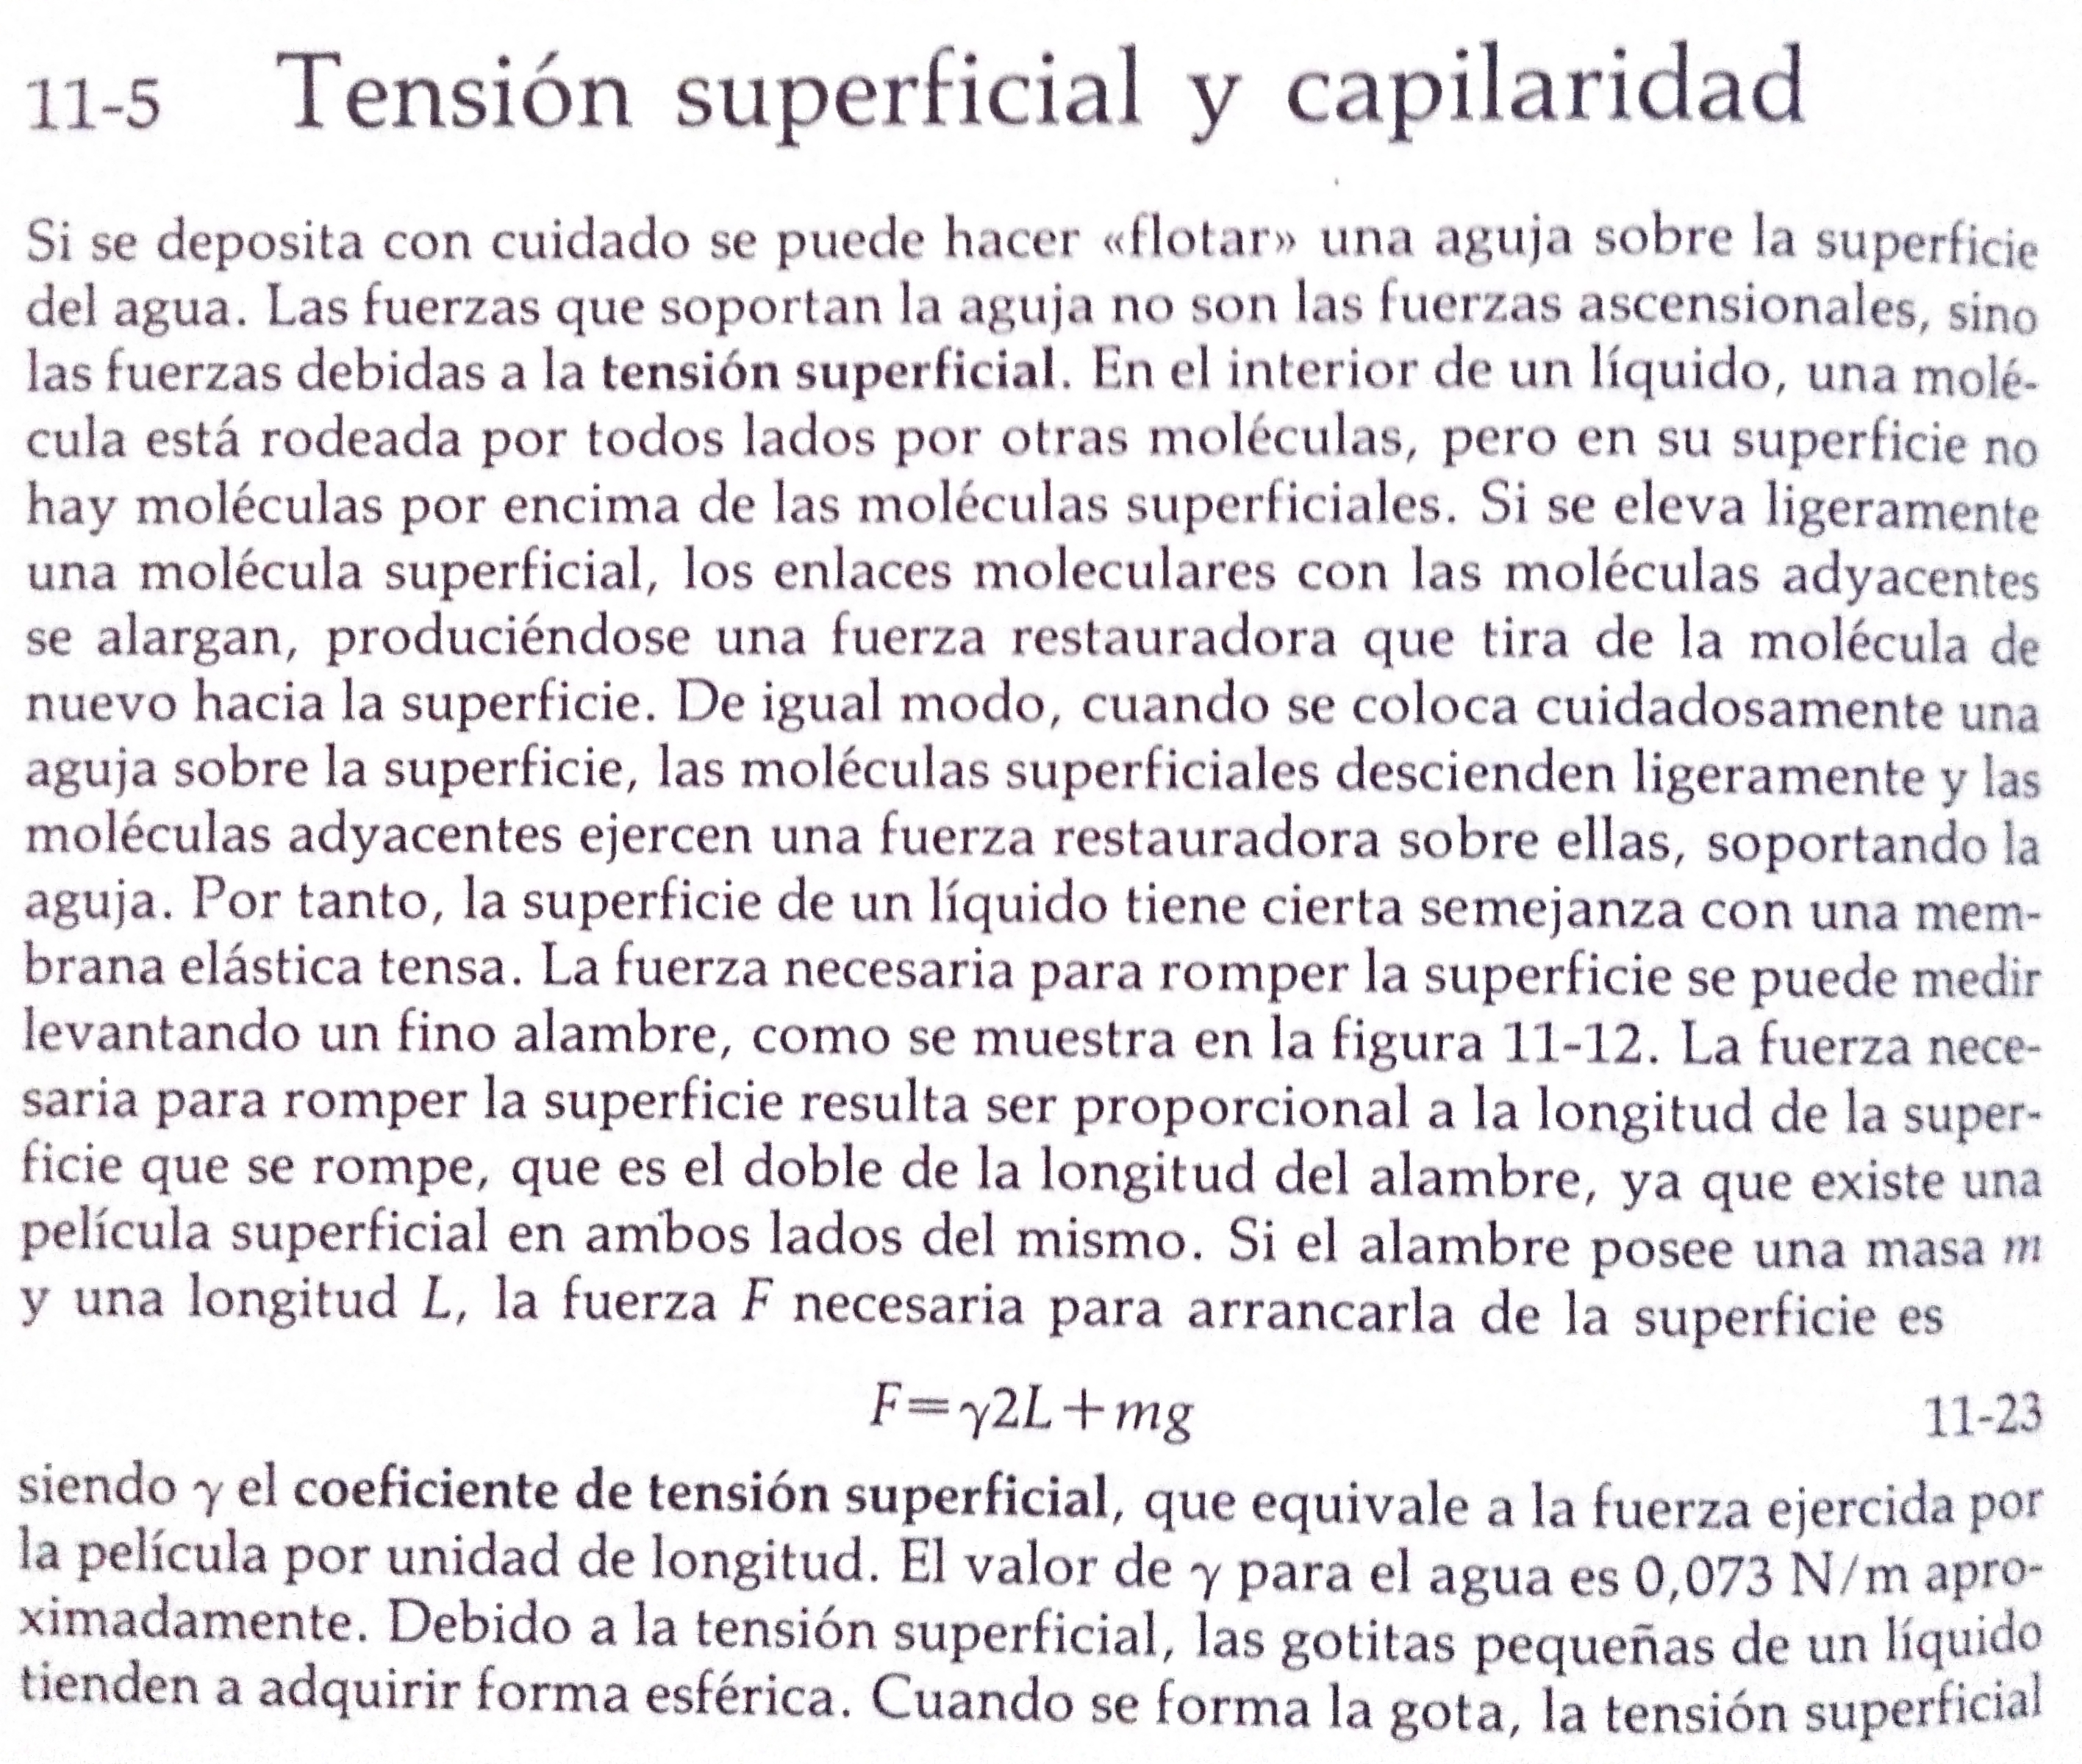 11-5 Tensión superficial y capilaridad
Si se deposita con cuidado se puede hacer «flotar» una aguja sobre la superficie
del agua. Las fuerzas que soportan la aguja no son las fuerzas ascensionales, sino
las fuerzas debidas a la tensión superficial. En el interior de un líquido, una molé-
cula está rodeada por todos lados por otras moléculas, pero en su superficie no
hay moléculas por encima de las moléculas superficiales. Si se eleva ligeramente
una molécula superficial, los enlaces moleculares con las moléculas adyacentes
se alargan, produciéndose una fuerza restauradora que tira de la molécula de
nuevo hacia la superficie. De igual modo, cuando se coloca cuidadosamente una
aguja sobre la superficie, las moléculas superficiales descienden ligeramente y las
moléculas adyacentes ejercen una fuerza restauradora sobre ellas, soportando la
aguja. Por tanto, la superficie de un líquido tiene cierta semejanza con una mem-
brana elástica tensa. La fuerza necesaria para romper la superficie se puede medir
levantando un fino alambre, como se muestra en la figura 11-12. La fuerza nece-
saria para romper la superficie resulta ser proporcional a la longitud de la super-
ficie que se rompe, que es el doble de la longitud del alambre, ya que existe una
película superficial en ambos lados del mismo. Si el alambre posee una masa m
y una longitud L, la fuerza F necesaria para arrancarla de la superficie es
F=γ2L+mg 11-23
siendo γ el coeficiente de tensión superficial, que equivale a la fuerza ejercida por
la película por unidad de longitud. El valor de γ para el agua es 0,073 N/m apro-
ximadamente. Debido a la tensión superficial, las gotitas pequeñas de un líquido
tienden a adquirir forma esférica. Cuando se forma la gota, la tensión superficial